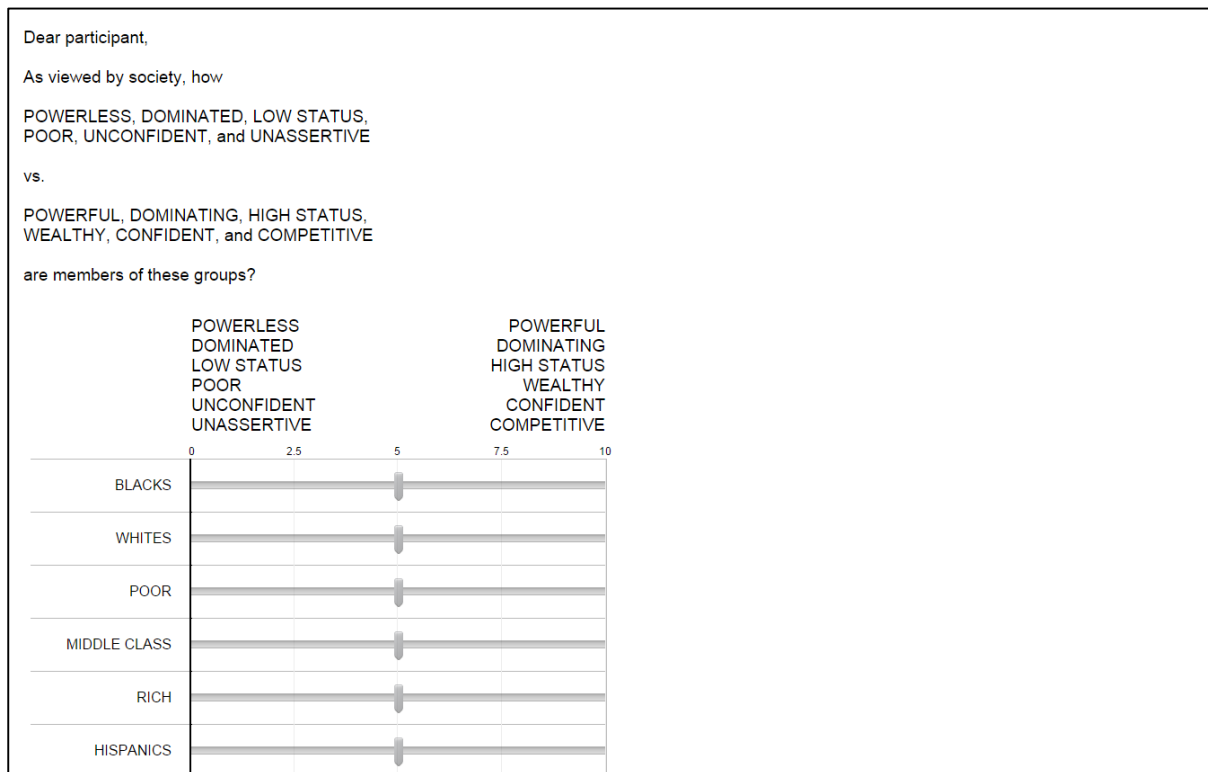 Dear participant,
As viewed by society, how
POWERLESS, DOMINATED, LOW STATUS,
POOR, UNCONFIDENT, and UNASSERTIVE
vs.
POWERFUL, DOMINATING, HIGH STATUS,
WEALTHY, CONFIDENT, and COMPETITIVE
are members of these groups?
POWERLESS POWERFUL
DOMINATED DOMINATING
LOW STATUS HIGH STATUS
POOR WEALTHY
UNCONFIDENT CONFIDENT
UNASSERTIVE COMPETITIVE
0 2.5 5 7.5 10
BLACKS
WHITES
POOR
MIDDLE CLASS
RICH
HISPANICS